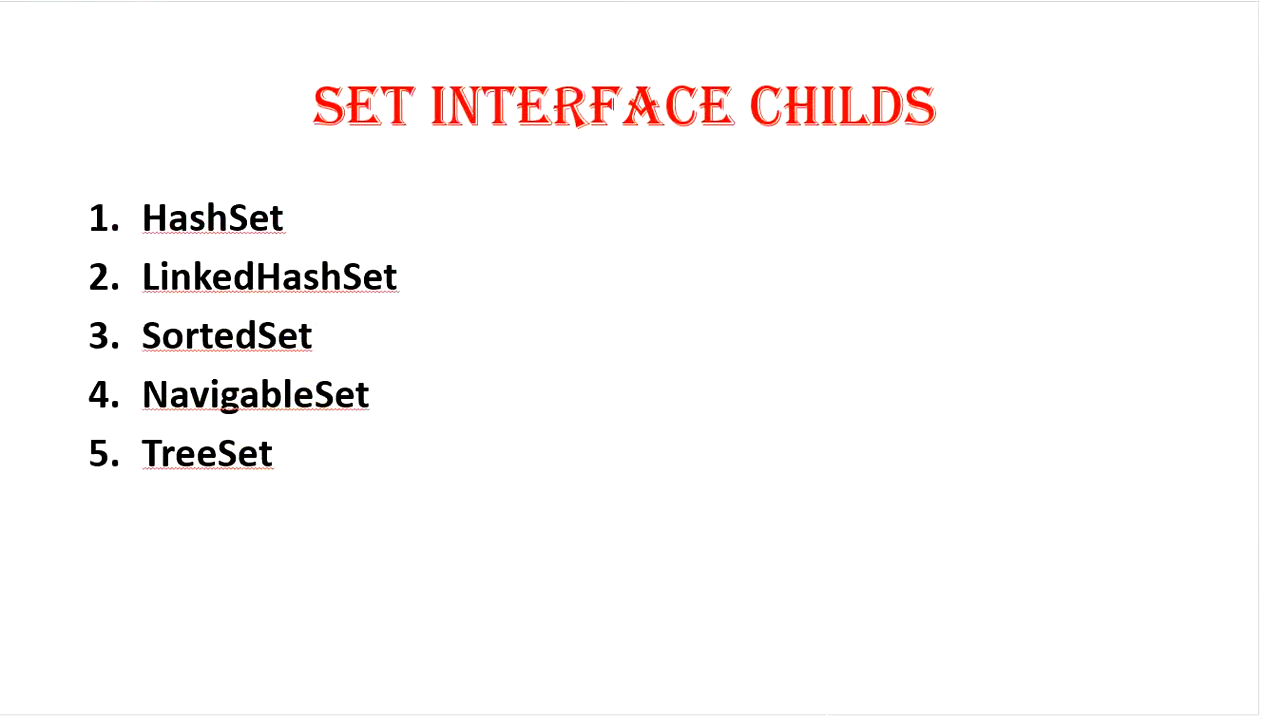 SET INTERFACE CHILDS
1. HashSet
2. LinkedHashSet
3. SortedSet
4. NavigableSet
5. TreeSet